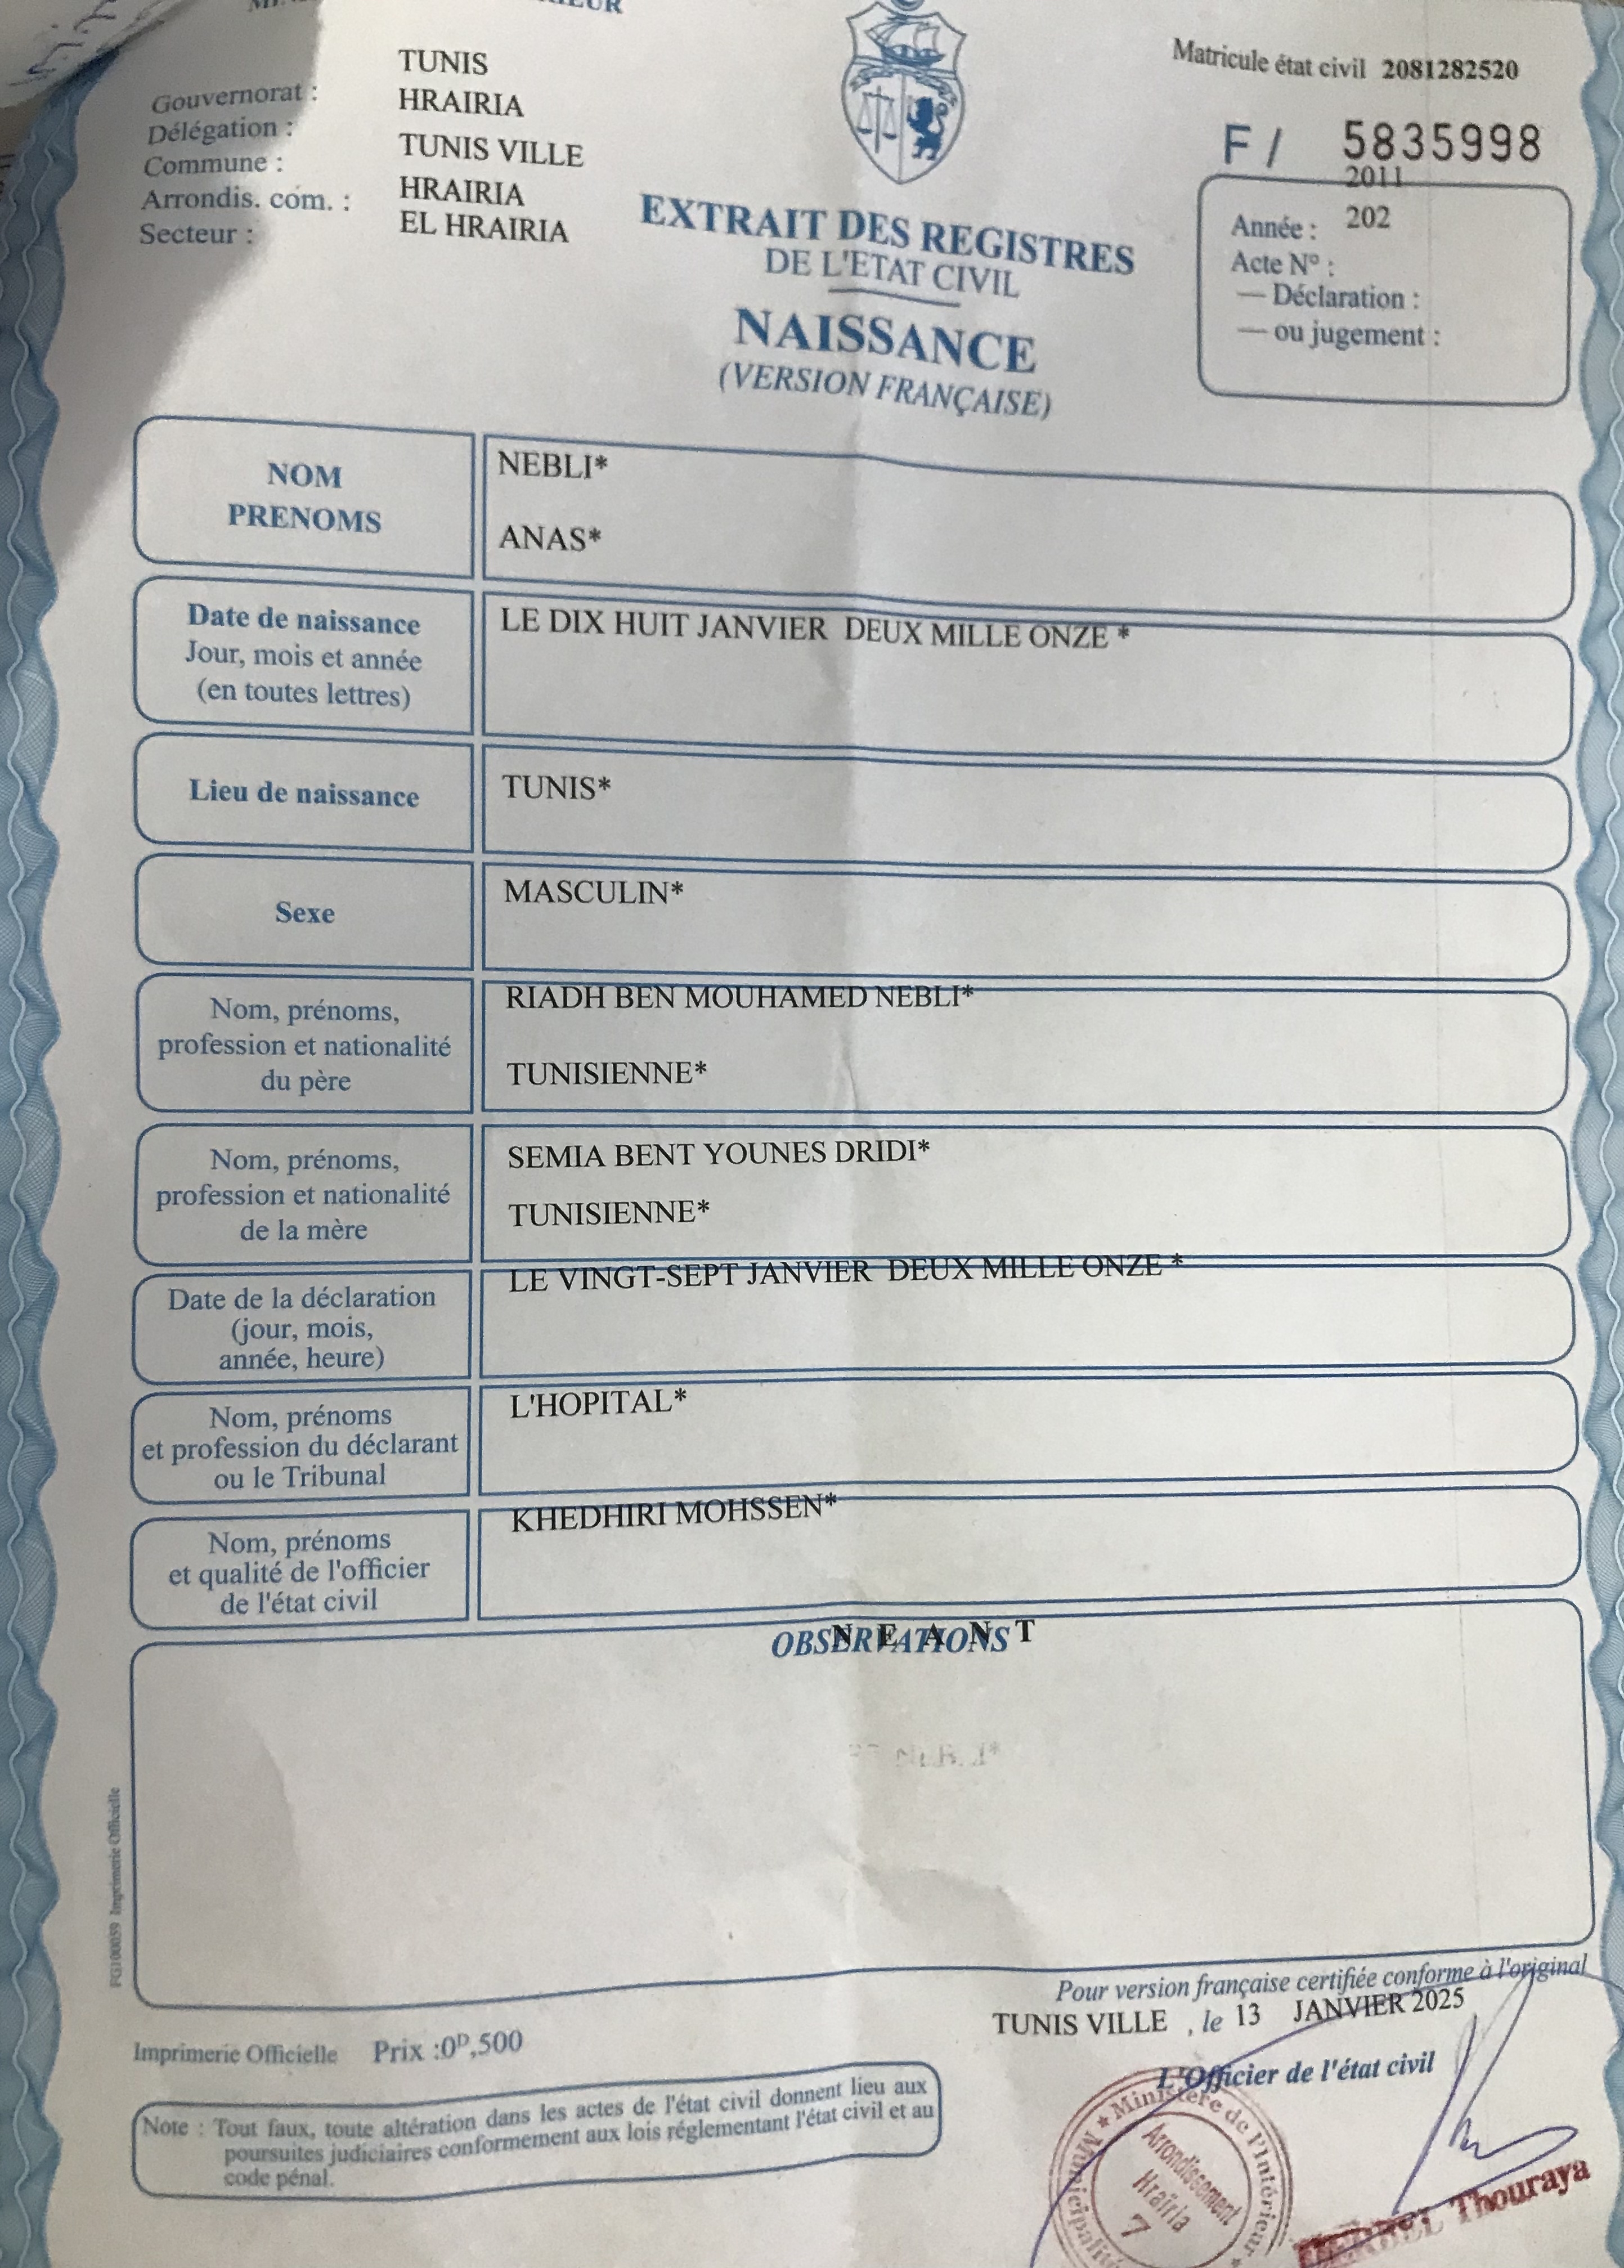 Matricule état civil 2081282520
Gouvernorat : TUNIS
Délégation : HRAIRIA
Commune : TUNIS VILLE
Arrondis. com. : HRAIRIA
Secteur : EL HRAIRIA
F / 5835998
2011
Année : 202
Acte N° :
— Déclaration :
— ou jugement :
EXTRAIT DES REGISTRES
DE L'ETAT CIVIL
NAISSANCE
(VERSION FRANÇAISE)
NOM
PRENOMS
NEBLI*
ANAS*
Date de naissance
Jour, mois et année
(en toutes lettres)
LE DIX HUIT JANVIER DEUX MILLE ONZE *
Lieu de naissance
TUNIS*
Sexe
MASCULIN*
Nom, prénoms,
profession et nationalité
du père
RIADH BEN MOUHAMED NEBLI*
TUNISIENNE*
Nom, prénoms,
profession et nationalité
de la mère
SEMIA BENT YOUNES DRIDI*
TUNISIENNE*
Date de la déclaration
(jour, mois,
année, heure)
LE VINGT-SEPT JANVIER DEUX MILLE ONZE *
Nom, prénoms
et profession du déclarant
ou le Tribunal
L'HOPITAL*
Nom, prénoms
et qualité de l'officier
de l'état civil
KHEDHIRI MOHSSEN*
OBSERVATIONS
N E A N T
FG100059 Imprimerie Officielle
Pour version française certifiée conforme à l'original
TUNIS VILLE , le 13 JANVIER 2025
L'Officier de l'état civil
Imprimerie Officielle Prix :0D,500
Note : Tout faux, toute altération dans les actes de l'état civil donnent lieu aux
poursuites judiciaires conformement aux lois réglementant l'état civil et au
code pénal.
★ Ministère de l'Intérieur ★ Municipalité
Arrondissement
Hraïria
7
Thouraya